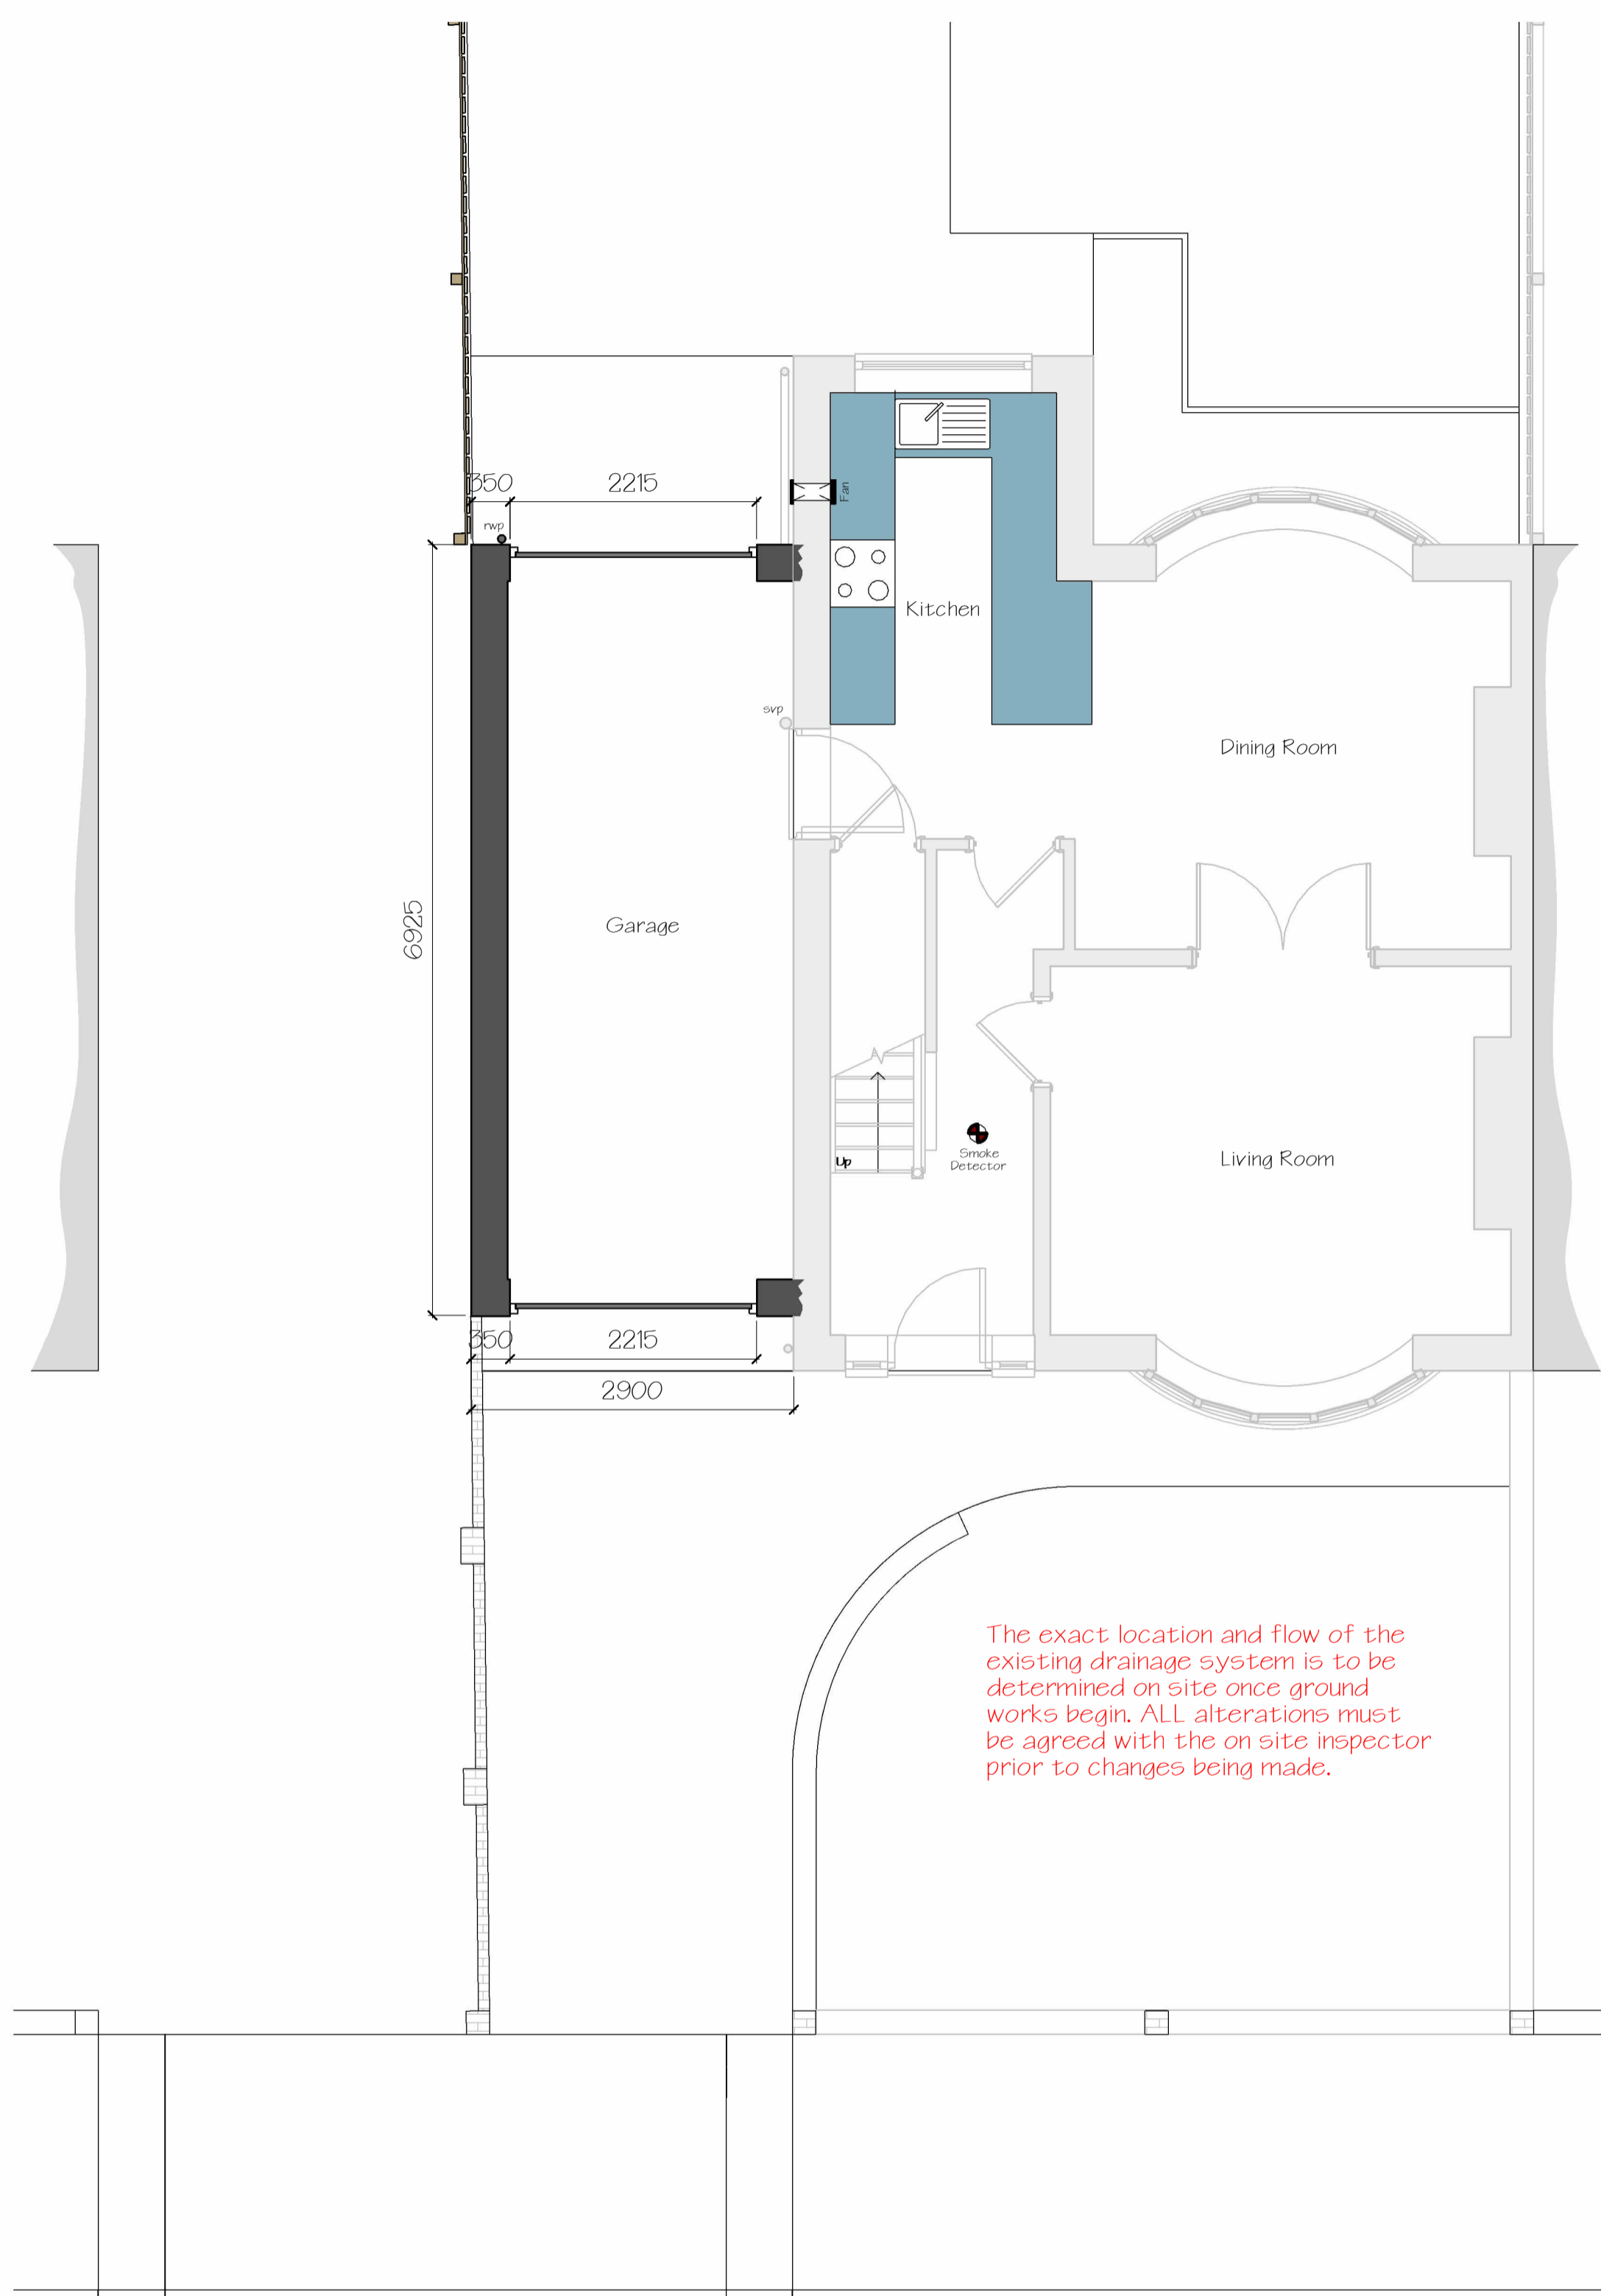 350
2215
rwp
Fan
Kitchen
svp
Dining Room
6925
Garage
Up
Smoke
Detector
Living Room
350
2215
2900
The exact location and flow of the
existing drainage system is to be
determined on site once ground
works begin. ALL alterations must
be agreed with the on site inspector
prior to changes being made.